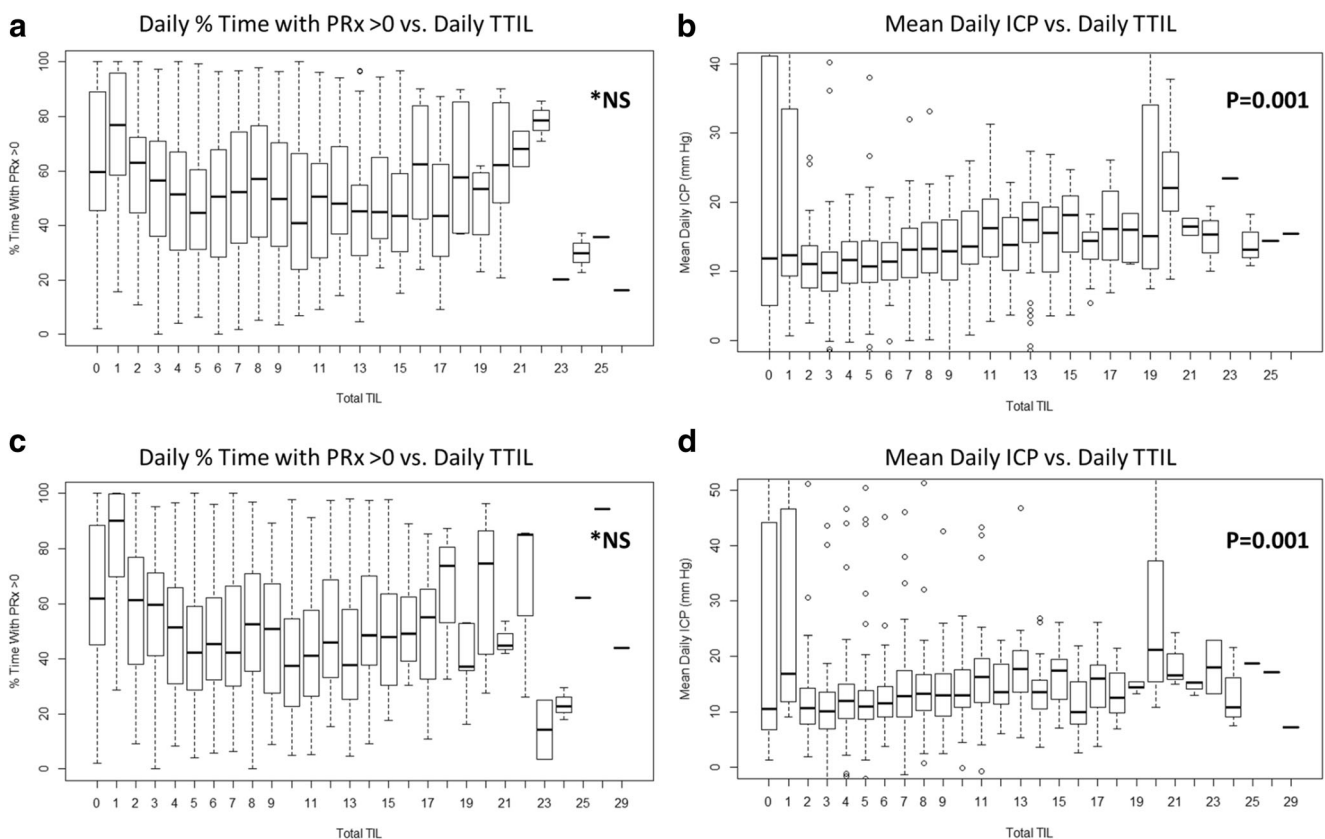 a
Daily % Time with PRx >0 vs. Daily TTIL
% Time With PRx >0
100
80
60
40
20
0
*NS
0 1 2 3 4 5 6 7 8 9 11 13 15 17 19 21 23 25
Total TIL
b
Mean Daily ICP vs. Daily TTIL
Mean Daily ICP (mm Hg)
40
30
20
10
0
P=0.001
0 1 2 3 4 5 6 7 8 9 11 13 15 17 19 21 23 25
Total TIL
c
Daily % Time with PRx >0 vs. Daily TTIL
% Time With PRx >0
100
80
60
40
20
0
*NS
0 1 2 3 4 5 6 7 8 9 11 13 15 17 19 21 23 25 29
Total TIL
d
Mean Daily ICP vs. Daily TTIL
Mean Daily ICP (mm Hg)
50
40
30
20
10
0
P=0.001
0 1 2 3 4 5 6 7 8 9 11 13 15 17 19 21 23 25 29
Total TIL